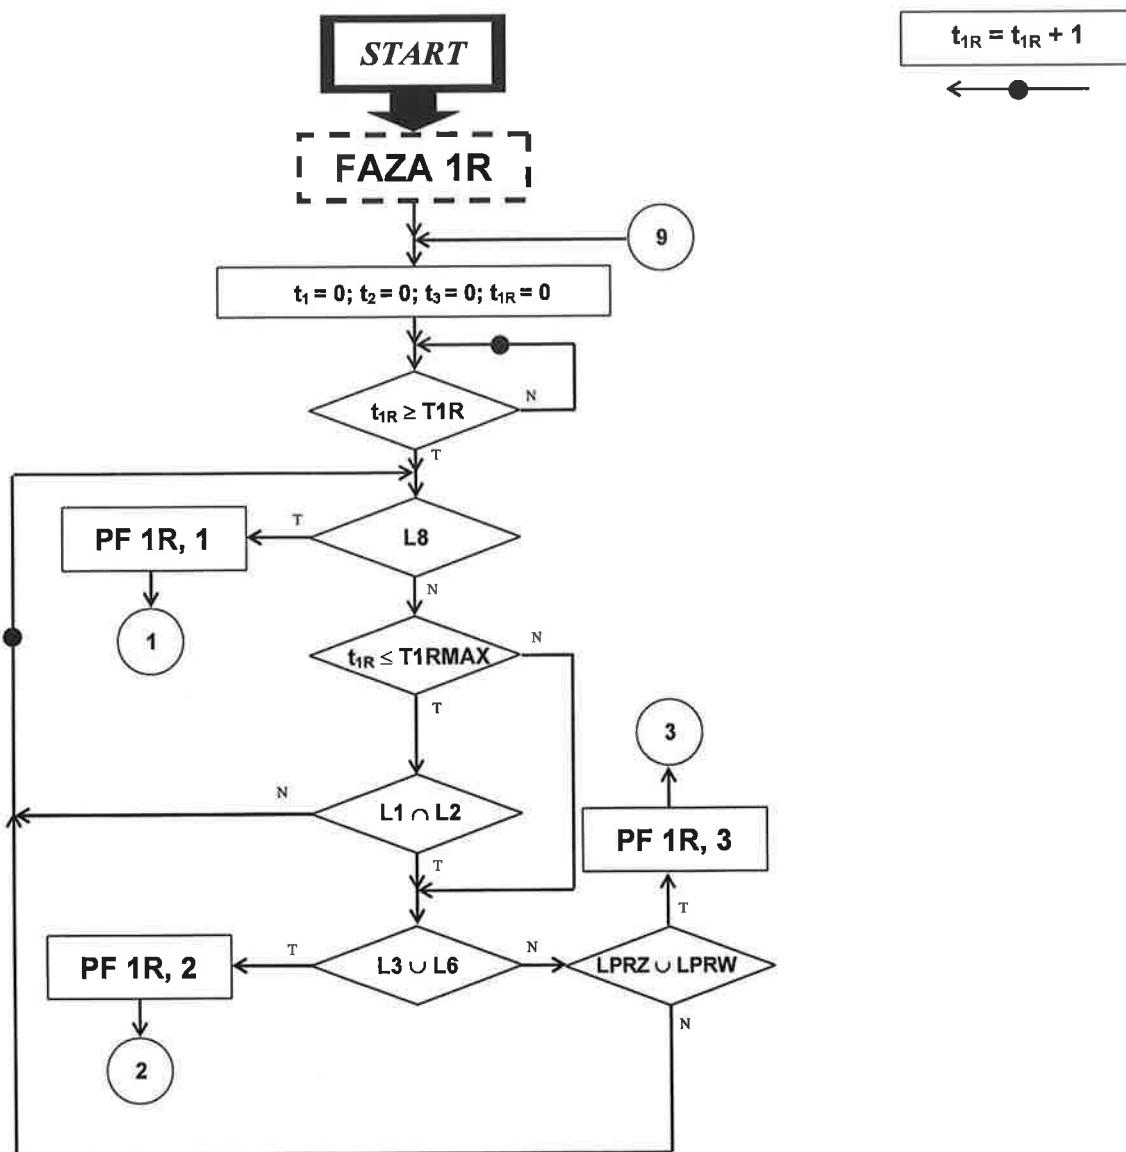 START
t1R = t1R + 1
FAZA 1R
9
t1 = 0; t2 = 0; t3 = 0; t1R = 0
t1R ≥ T1R
N
T
L8
T
PF 1R, 1
N
1
t1R ≤ T1RMAX
N
T
3
L1 ∩ L2
N
T
PF 1R, 3
T
L3 ∪ L6
T
N
PF 1R, 2
LPRZ ∪ LPRW
N
2